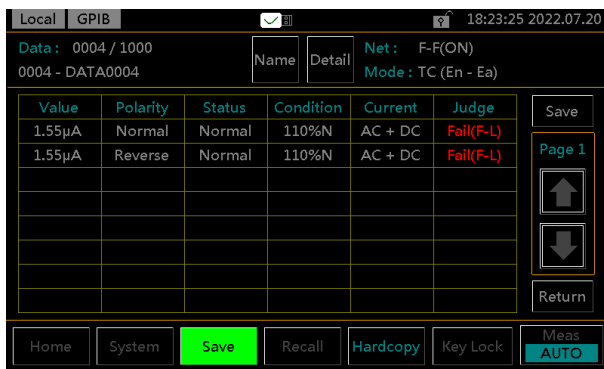 Local GPIB 18:23:25 2022.07.20
Data : 0004 / 1000
0004 - DATA0004
Name Detail
Net : F-F(ON)
Mode : TC (En - Ea)
Value Polarity Status Condition Current Judge
1.55µA Normal Normal 110%N AC + DC Fail(F-L)
1.55µA Reverse Normal 110%N AC + DC Fail(F-L)
Save
Page 1
Return
Home System Save Recall Hardcopy Key Lock Meas
AUTO